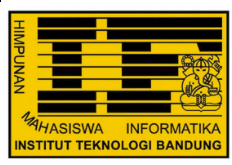 HIMPUNAN
MAHASISWA INFORMATIKA
INSTITUT TEKNOLOGI BANDUNG